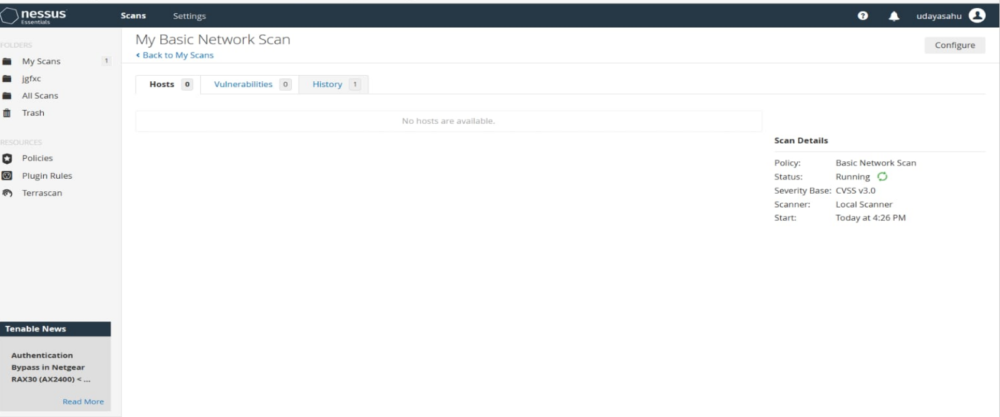 nessus
Essentials
Scans
Settings
udayasahu
FOLDERS
My Scans 1
jgfxc
All Scans
Trash
RESOURCES
Policies
Plugin Rules
Terrascan
Tenable News
Authentication
Bypass in Netgear
RAX30 (AX2400) < ...
Read More
My Basic Network Scan
Back to My Scans
Configure
Hosts 0 Vulnerabilities 0 History 1
No hosts are available.
Scan Details
Policy: Basic Network Scan
Status: Running
Severity Base: CVSS v3.0
Scanner: Local Scanner
Start: Today at 4:26 PM